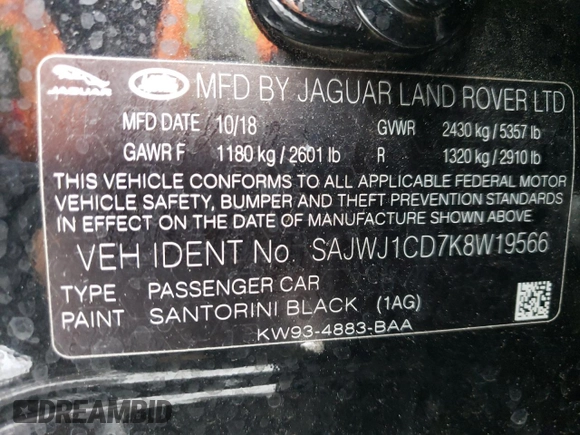 JAGUAR LAND ROVER MFD BY JAGUAR LAND ROVER LTD
MFD DATE 10/18 GVWR 2430 kg / 5357 lb
GAWR F 1180 kg / 2601 lb R 1320 kg / 2910 lb
THIS VEHICLE CONFORMS TO ALL APPLICABLE FEDERAL MOTOR
VEHICLE SAFETY, BUMPER AND THEFT PREVENTION STANDARDS
IN EFFECT ON THE DATE OF MANUFACTURE SHOWN ABOVE.
VEH IDENT No. SAJWJ1CD7K8W19566
TYPE PASSENGER CAR
PAINT SANTORINI BLACK (1AG)
KW93-4883-BAA
DREAMBID